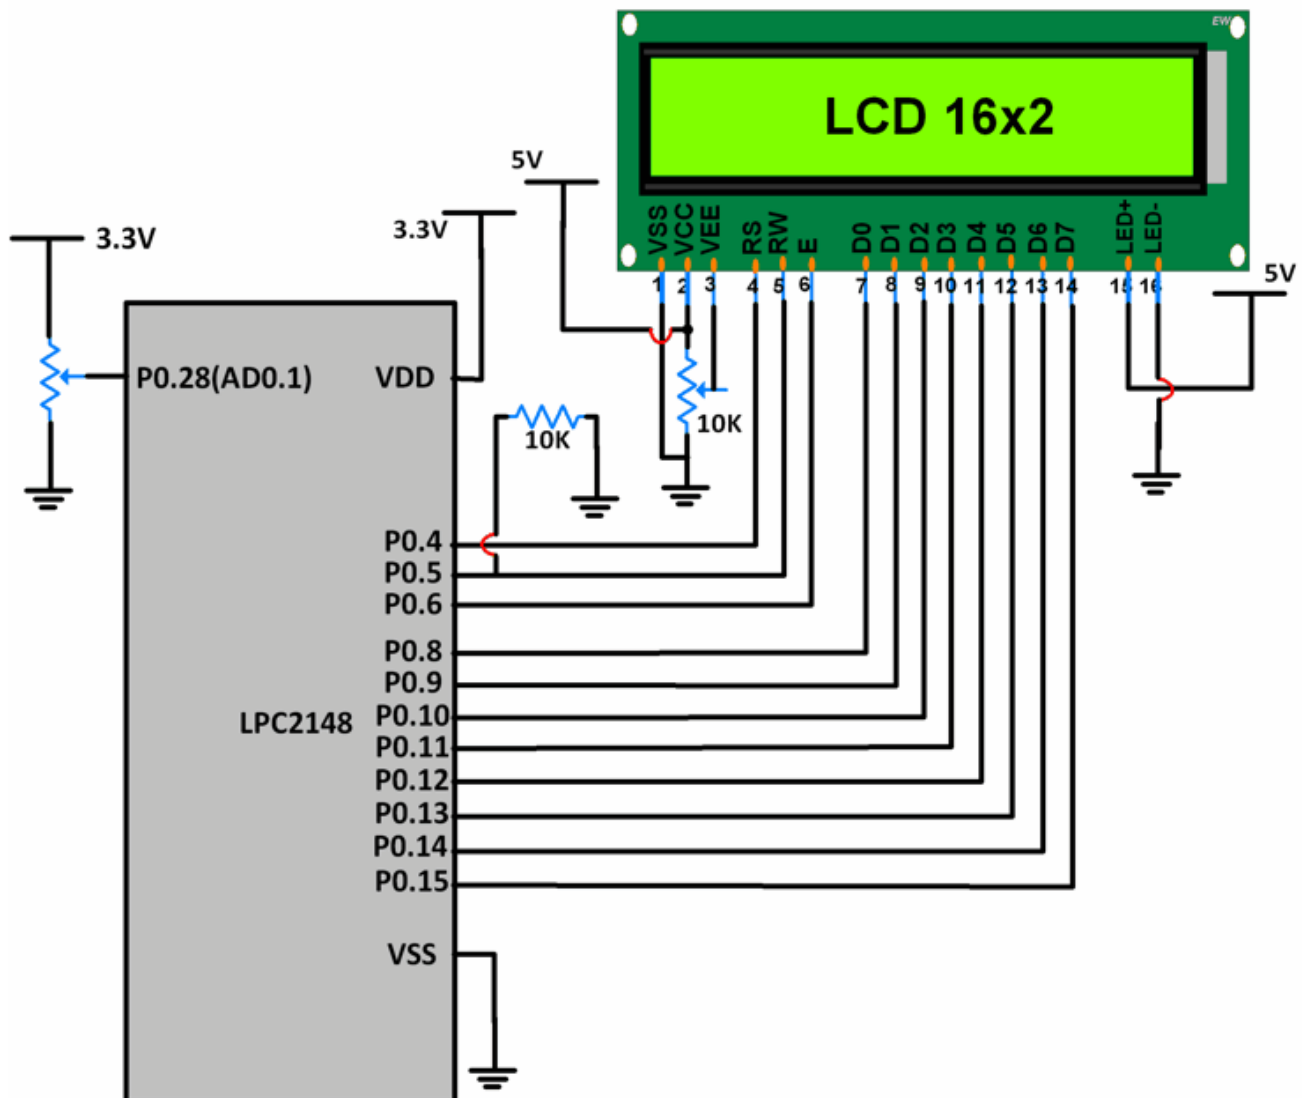 EW
LCD 16x2
5V
3.3V
3.3V
VSS VCC VEE RS RW E D0 D1 D2 D3 D4 D5 D6 D7 LED+ LED-
1 2 3 4 5 6 7 8 9 10 11 12 13 14 15 16
5V
P0.28(AD0.1)
VDD
10K
10K
P0.4
P0.5
P0.6
P0.8
P0.9
P0.10
LPC2148
P0.11
P0.12
P0.13
P0.14
P0.15
VSS